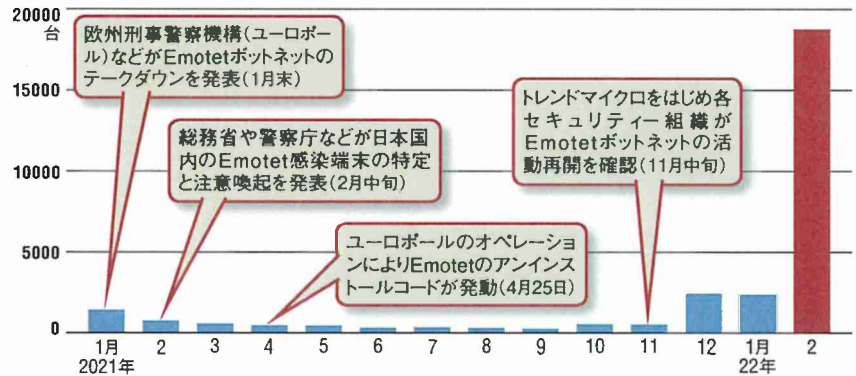 20000
台
15000
10000
5000
0
欧州刑事警察機構(ユーロポー
ル)などがEmotetボットネットの
テークダウンを発表(1月末)
総務省や警察庁などが日本国
内のEmotet感染端末の特定
と注意喚起を発表(2月中旬)
ユーロポールのオペレーショ
ンによりEmotetのアンインス
トールコードが発動(4月25日)
トレンドマイクロをはじめ各
セキュリティー組織が
Emotetボットネットの活
動再開を確認(11月中旬)
1月 2 3 4 5 6 7 8 9 10 11 12 1月 2
2021年 22年